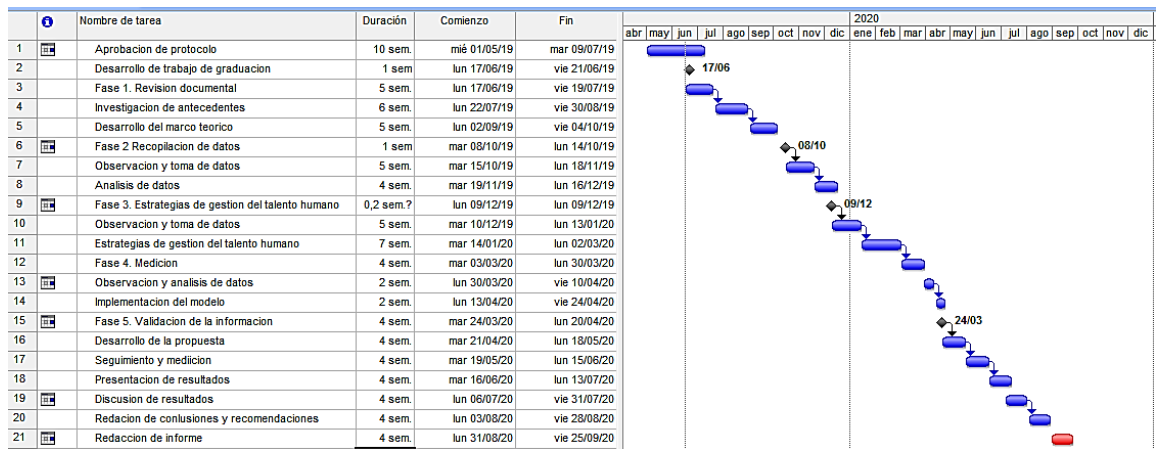 Nombre de tarea Duración Comienzo Fin 2020
abr may jun jul ago sep oct nov dic ene feb mar abr may jun jul ago sep oct nov dic
1 Aprobacion de protocolo 10 sem. mié 01/05/19 mar 09/07/19
2 Desarrollo de trabajo de graduacion 1 sem lun 17/06/19 vie 21/06/19 17/06
3 Fase 1. Revision documental 5 sem. lun 17/06/19 vie 19/07/19
4 Investigacion de antecedentes 6 sem. lun 22/07/19 vie 30/08/19
5 Desarrollo del marco teorico 5 sem. lun 02/09/19 vie 04/10/19
6 Fase 2 Recopilacion de datos 1 sem mar 08/10/19 lun 14/10/19 08/10
7 Observacion y toma de datos 5 sem. mar 15/10/19 lun 18/11/19
8 Analisis de datos 4 sem. mar 19/11/19 lun 16/12/19
9 Fase 3. Estrategias de gestion del talento humano 0,2 sem.? lun 09/12/19 lun 09/12/19 09/12
10 Observacion y toma de datos 5 sem. mar 10/12/19 lun 13/01/20
11 Estrategias de gestion del talento humano 7 sem. mar 14/01/20 lun 02/03/20
12 Fase 4. Medicion 4 sem. mar 03/03/20 lun 30/03/20
13 Observacion y analisis de datos 2 sem. lun 30/03/20 vie 10/04/20
14 Implementacion del modelo 2 sem. lun 13/04/20 vie 24/04/20
15 Fase 5. Validacion de la informacion 4 sem. mar 24/03/20 lun 20/04/20 24/03
16 Desarrollo de la propuesta 4 sem. mar 21/04/20 lun 18/05/20
17 Seguimiento y mediicion 4 sem. mar 19/05/20 lun 15/06/20
18 Presentacion de resultados 4 sem. mar 16/06/20 lun 13/07/20
19 Discusion de resultados 4 sem. lun 06/07/20 vie 31/07/20
20 Redacion de conlusiones y recomendaciones 4 sem. lun 03/08/20 vie 28/08/20
21 Redaccion de informe 4 sem. lun 31/08/20 vie 25/09/20